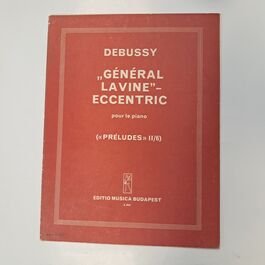 DEBUSSY
„GÉNÉRAL
LAVINE”–
ECCENTRIC
pour le piano
(«PRÉLUDES» II/6)
EDITIO MUSICA BUDAPEST